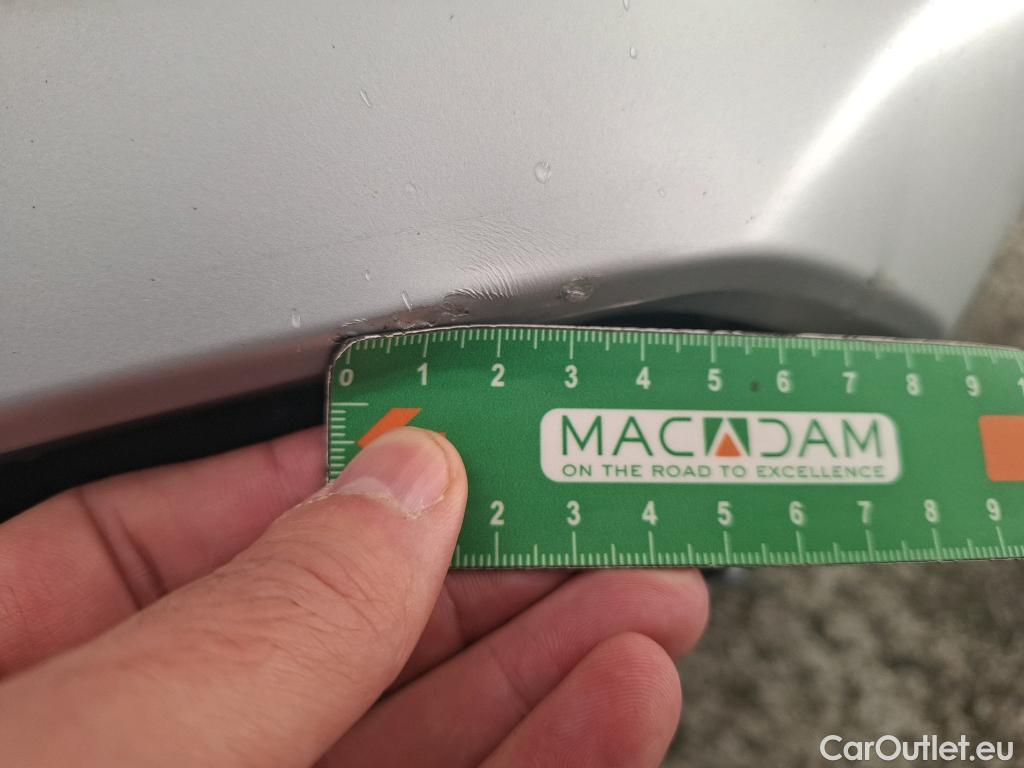 0 1 2 3 4 5 6 7 8 9 1
MACADAM
ON THE ROAD TO EXCELLENCE
2 3 4 5 6 7 8 9
CarOutlet.eu